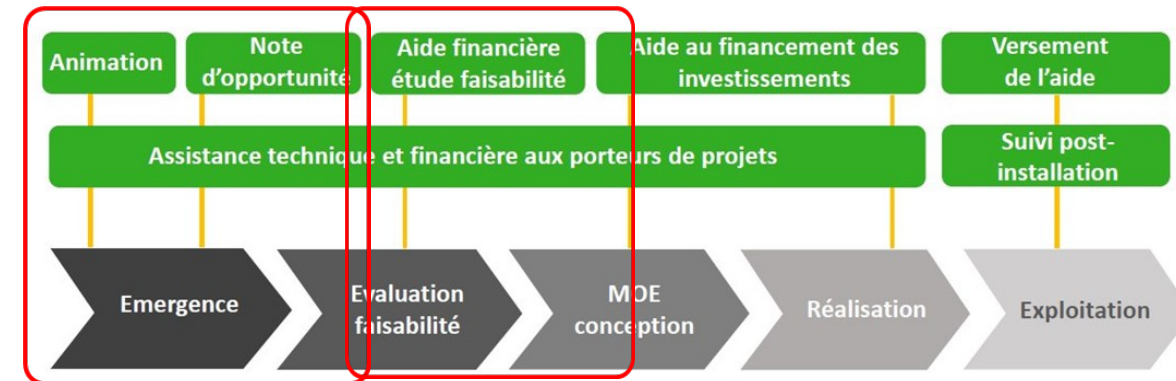 Animation
Note
d'opportunité
Aide financière
étude faisabilité
Aide au financement des
investissements
Versement
de l'aide
Assistance technique et financière aux porteurs de projets
Suivi post-
installation
Emergence
Evaluation
faisabilité
MOE
conception
Réalisation
Exploitation